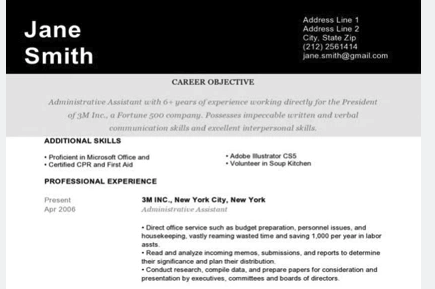 Jane
Smith
Address Line 1
Address Line 2
City, State Zip
(212) 2561414
jane.smith@gmail.com
CAREER OBJECTIVE
Administrative Assistant with 6+ years of experience working directly for the President
of 3M Inc., a Fortune 500 company. Possesses impeccable written and verbal
communication skills and excellent interpersonal skills.
ADDITIONAL SKILLS
• Proficient in Microsoft Office and
• Certified CPR and First Aid
• Adobe Illustrator CS5
• Volunteer in Soup Kitchen
PROFESSIONAL EXPERIENCE
Present
Apr 2006
3M INC., New York City, New York
Administrative Assistant
• Direct office service such as budget preparation, personnel issues, and
housekeeping, vastly reaming wasted time and saving 1,000 per year in labor
assts.
• Read and analyze incoming memos, submissions, and reports to determine
their significance and plan their distribution.
• Conduct research, compile data, and prepare papers for consideration and
presentation by executives, committees and boards of directors.